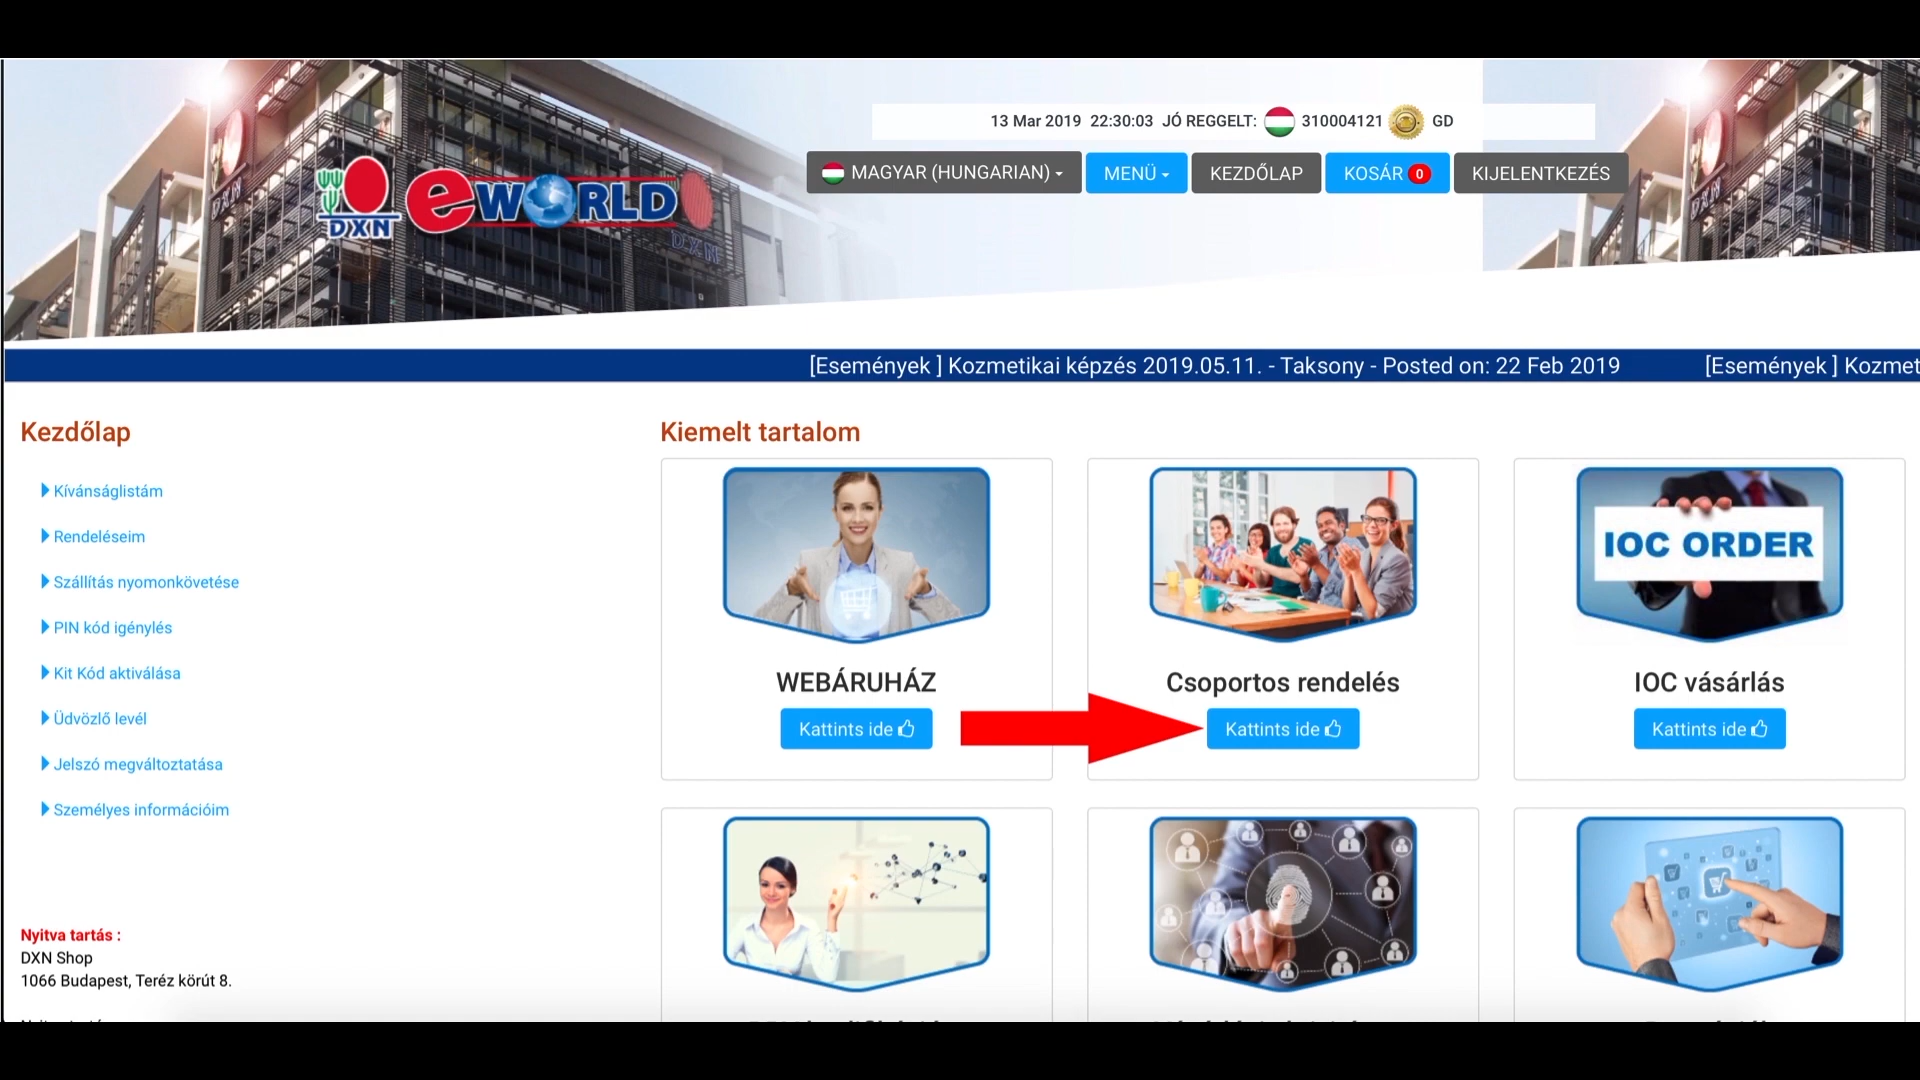 13 Mar 2019 22:30:03 JÓ REGGELT: 310004121 GD
MAGYAR (HUNGARIAN)
MENÜ
KEZDŐLAP
KOSÁR 0
KIJELENTKEZÉS
DXN
eWORLD
DXN
DXN
DXN
[Események ] Kozmetikai képzés 2019.05.11. - Taksony - Posted on: 22 Feb 2019
[Események ] Kozmet
Kezdőlap
Kívánságlistám
Rendeléseim
Szállítás nyomonkövetése
PIN kód igénylés
Kit Kód aktiválása
Üdvözlő levél
Jelszó megváltoztatása
Személyes információim
Nyitva tartás :
DXN Shop
1066 Budapest, Teréz körút 8.
Kiemelt tartalom
WEBÁRUHÁZ
Kattints ide
Csoportos rendelés
Kattints ide
IOC ORDER
IOC vásárlás
Kattints ide